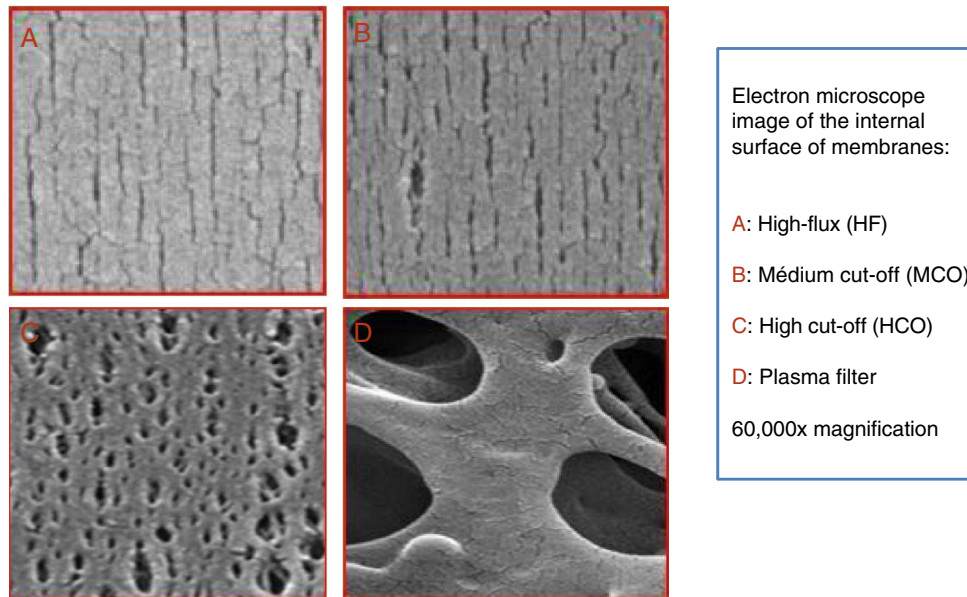 A
B
C
D
Electron microscope
image of the internal
surface of membranes:
A: High-flux (HF)
B: Médium cut-off (MCO)
C: High cut-off (HCO)
D: Plasma filter
60,000x magnification